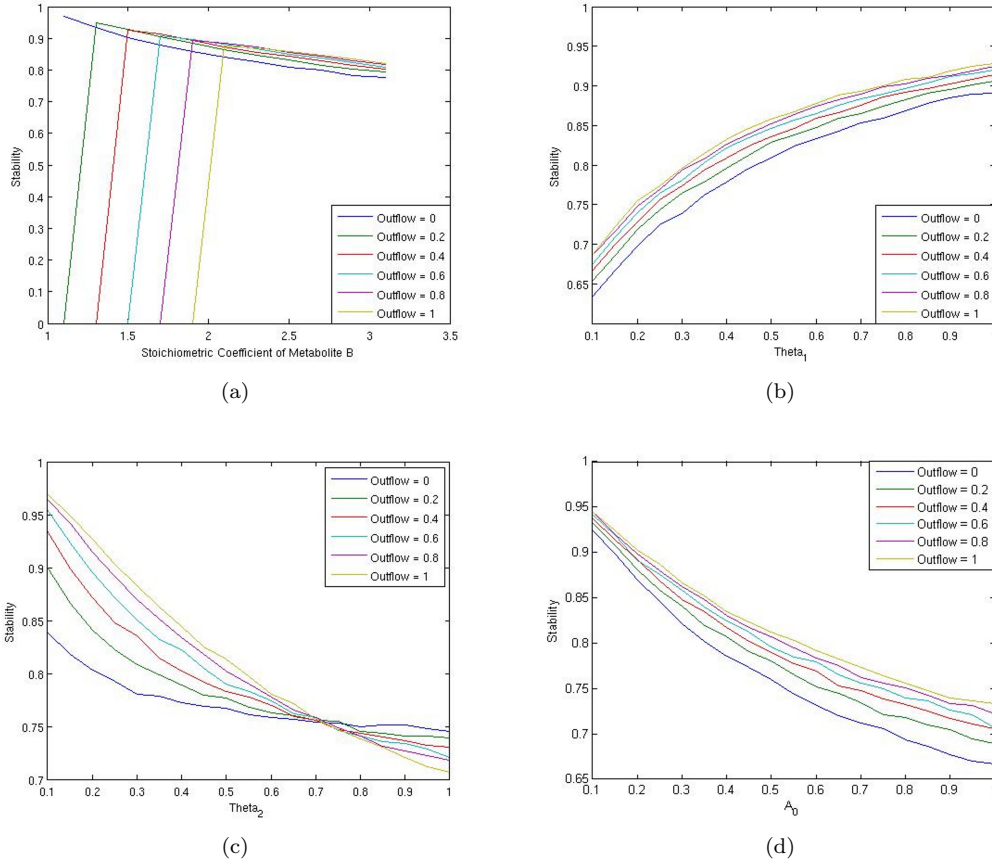 1
0.9
0.8
0.7
0.6
0.5
0.4
0.3
0.2
0.1
0
Stability
Outflow = 0
Outflow = 0.2
Outflow = 0.4
Outflow = 0.6
Outflow = 0.8
Outflow = 1
1 1.5 2 2.5 3 3.5
Stoichiometric Coefficient of Metabolite B
(a)
1
0.95
0.9
0.85
0.8
0.75
0.7
0.65
Stability
Outflow = 0
Outflow = 0.2
Outflow = 0.4
Outflow = 0.6
Outflow = 0.8
Outflow = 1
0.1 0.2 0.3 0.4 0.5 0.6 0.7 0.8 0.9
Theta1
(b)
1
0.95
0.9
0.85
0.8
0.75
0.7
Stability
Outflow = 0
Outflow = 0.2
Outflow = 0.4
Outflow = 0.6
Outflow = 0.8
Outflow = 1
0.1 0.2 0.3 0.4 0.5 0.6 0.7 0.8 0.9 1
Theta2
(c)
1
0.95
0.9
0.85
0.8
0.75
0.7
0.65
Stability
Outflow = 0
Outflow = 0.2
Outflow = 0.4
Outflow = 0.6
Outflow = 0.8
Outflow = 1
0.1 0.2 0.3 0.4 0.5 0.6 0.7 0.8 0.9
A0
(d)